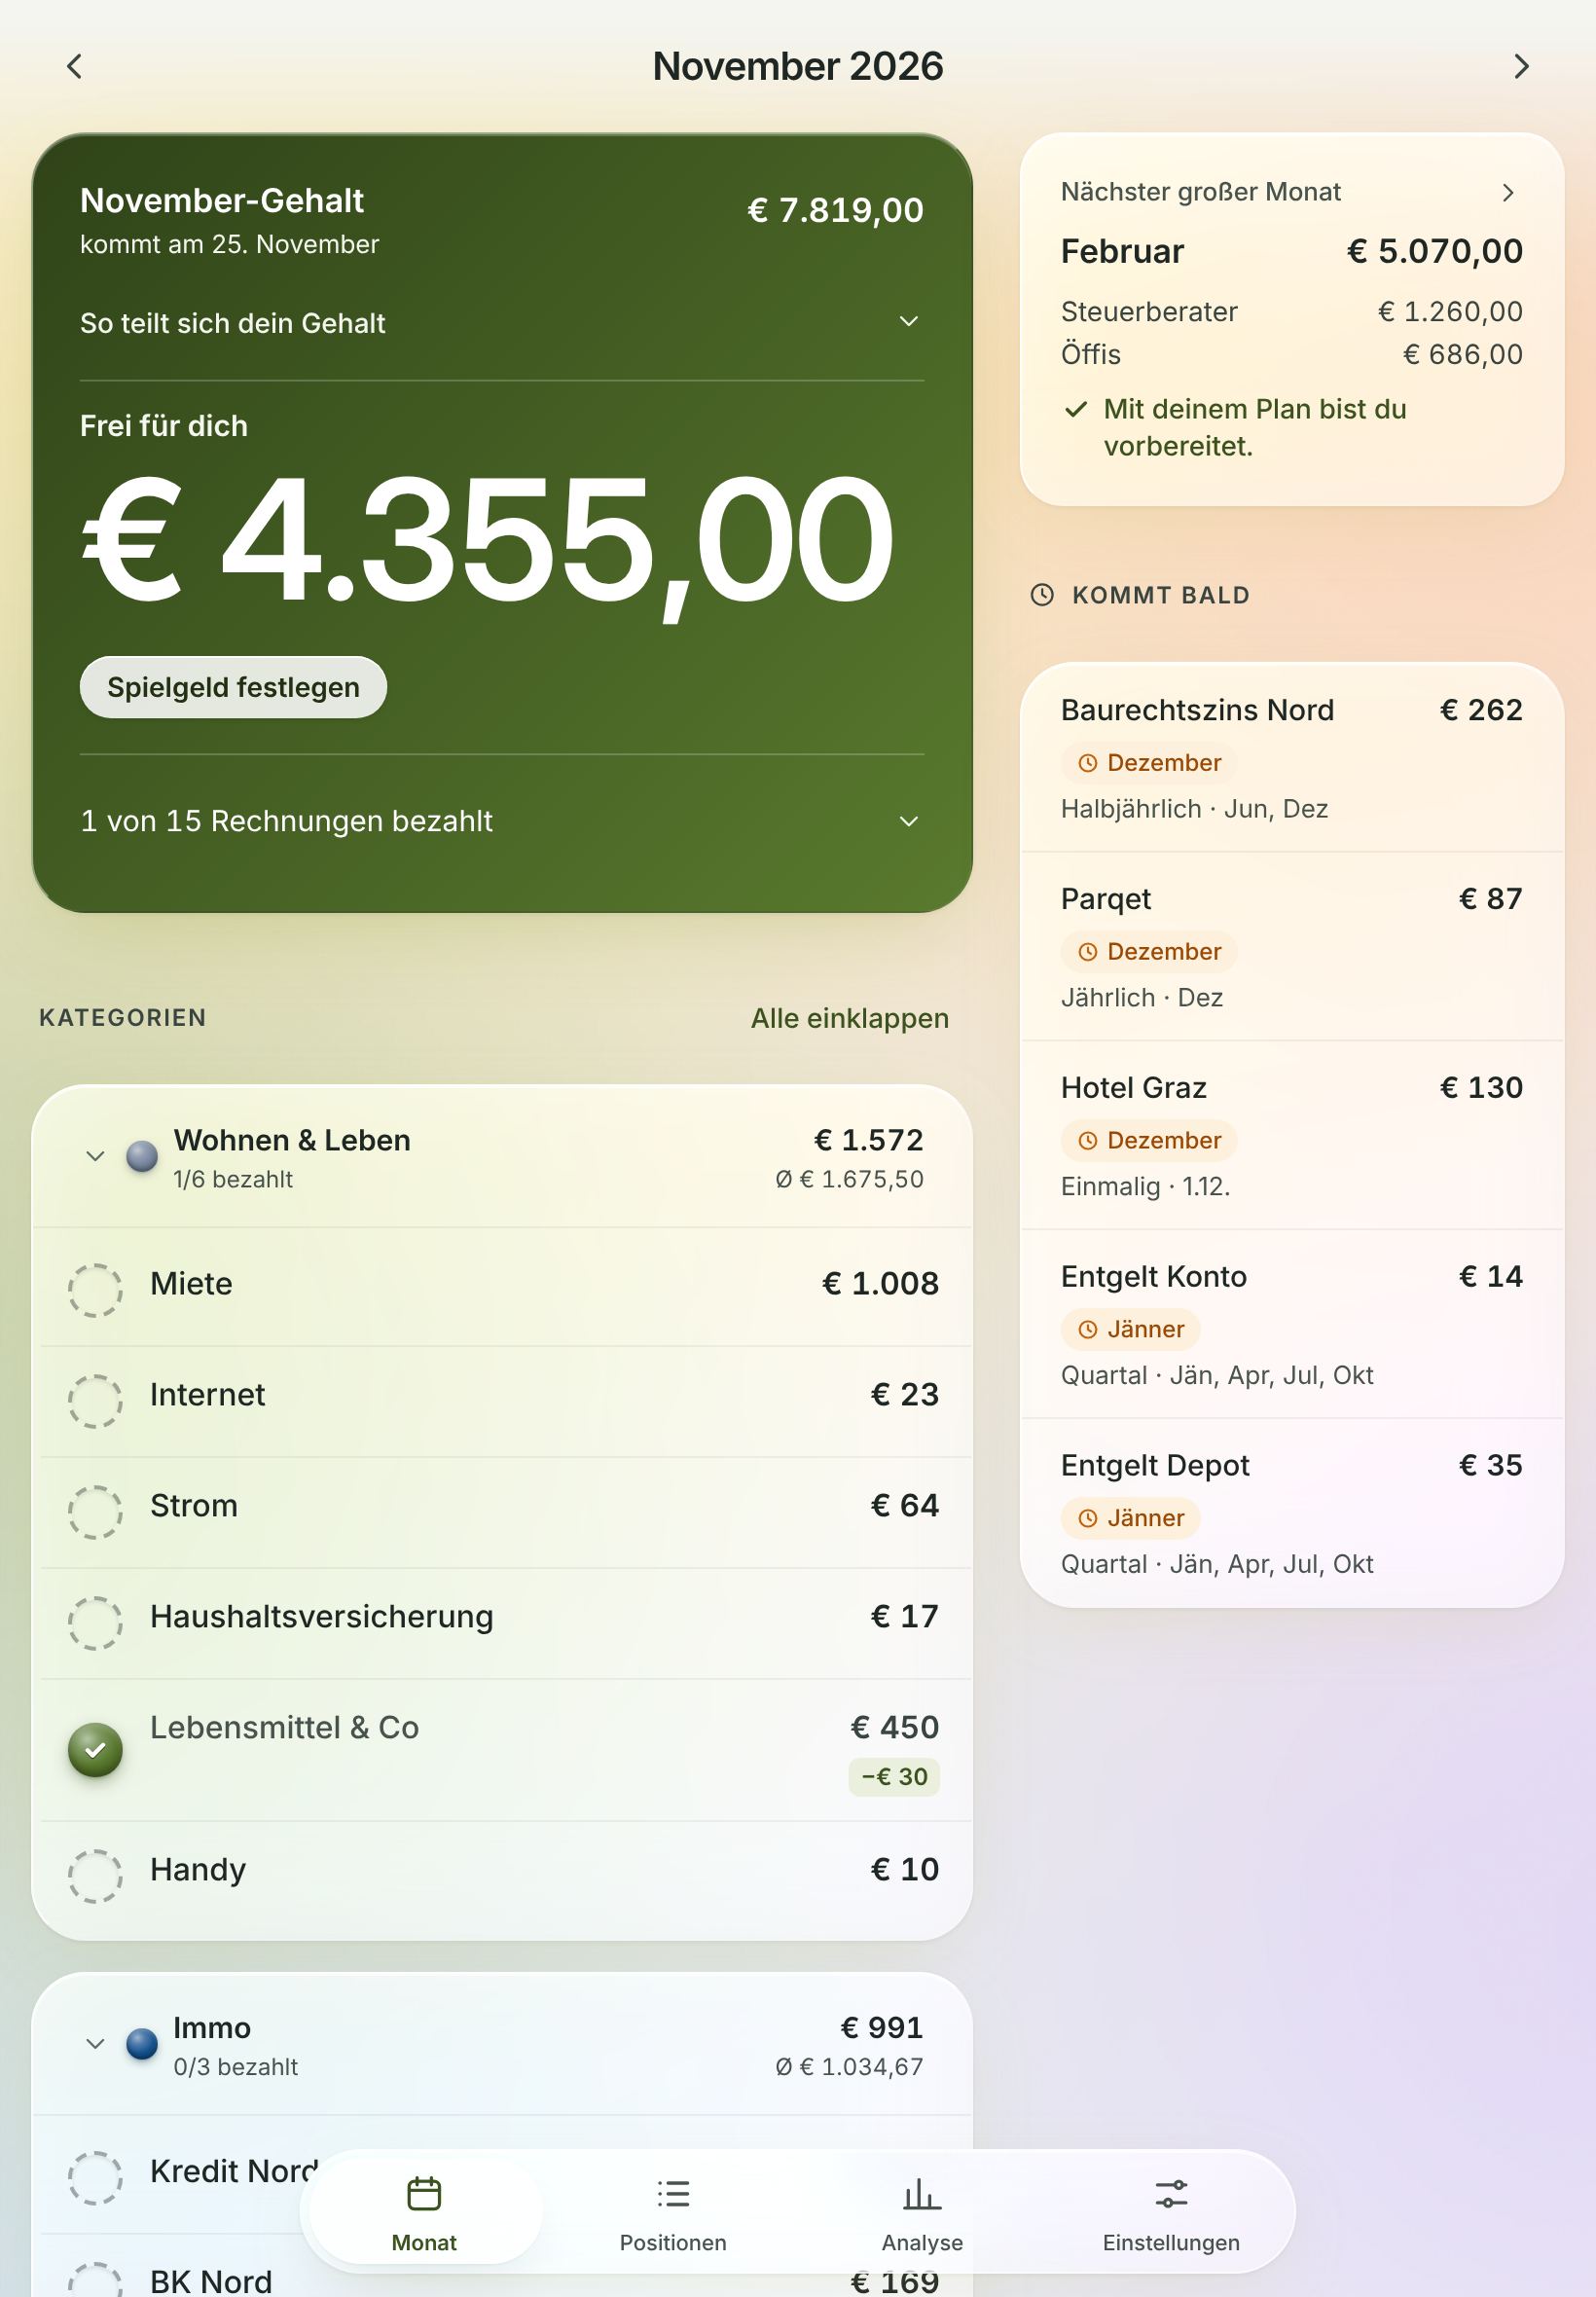 November 2026
November-Gehalt
€ 7.819,00
kommt am 25. November
So teilt sich dein Gehalt
Frei für dich
€ 4.355,00
Spielgeld festlegen
1 von 15 Rechnungen bezahlt
KATEGORIEN
Alle einklappen
Wohnen & Leben
€ 1.572
1/6 bezahlt
Ø € 1.675,50
Miete
€ 1.008
Internet
€ 23
Strom
€ 64
Haushaltsversicherung
€ 17
Lebensmittel & Co
€ 450
−€ 30
Handy
€ 10
Immo
€ 991
0/3 bezahlt
Ø € 1.034,67
Kredit Nord
BK Nord
€ 169
Nächster großer Monat
Februar
€ 5.070,00
Steuerberater
€ 1.260,00
Öffis
€ 686,00
Mit deinem Plan bist du
vorbereitet.
KOMMT BALD
Baurechtszins Nord
€ 262
Dezember
Halbjährlich · Jun, Dez
Parqet
€ 87
Dezember
Jährlich · Dez
Hotel Graz
€ 130
Dezember
Einmalig · 1.12.
Entgelt Konto
€ 14
Jänner
Quartal · Jän, Apr, Jul, Okt
Entgelt Depot
€ 35
Jänner
Quartal · Jän, Apr, Jul, Okt
Monat
Positionen
Analyse
Einstellungen